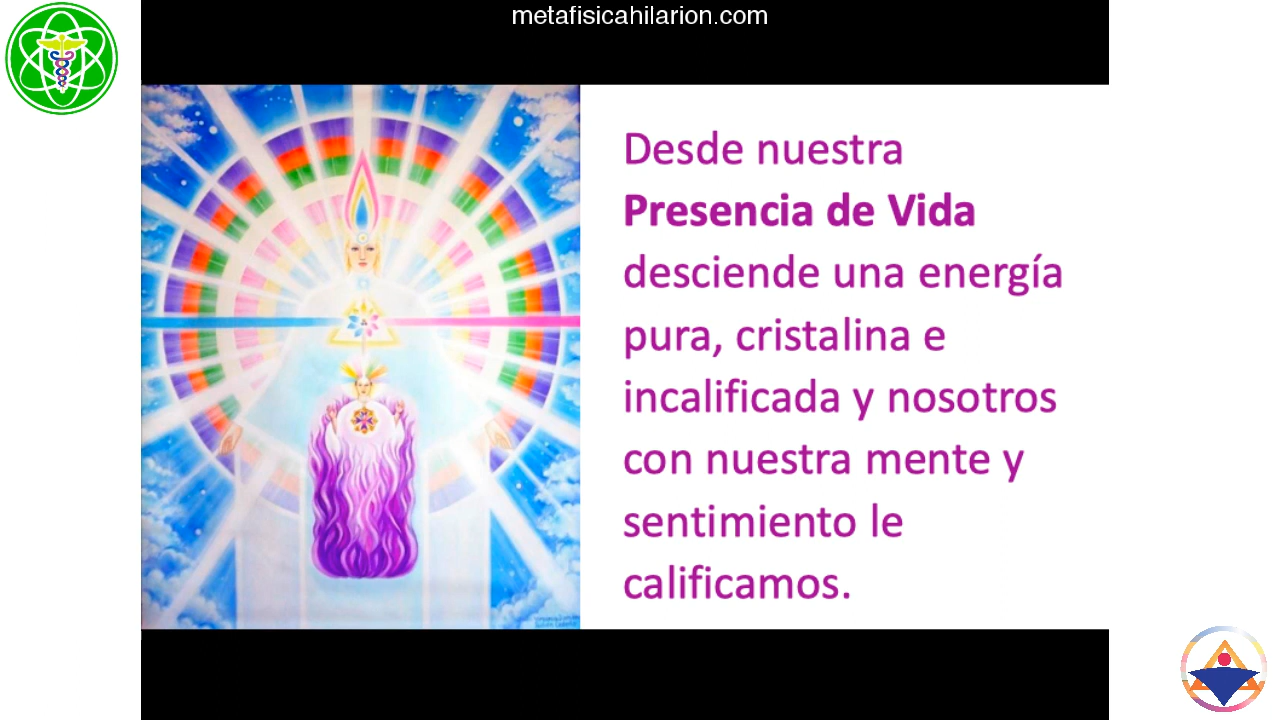 metafisicahilarion.com
Desde nuestra
Presencia de Vida
desciende una energía
pura, cristalina e
incalificada y nosotros
con nuestra mente y
sentimiento le
calificamos.